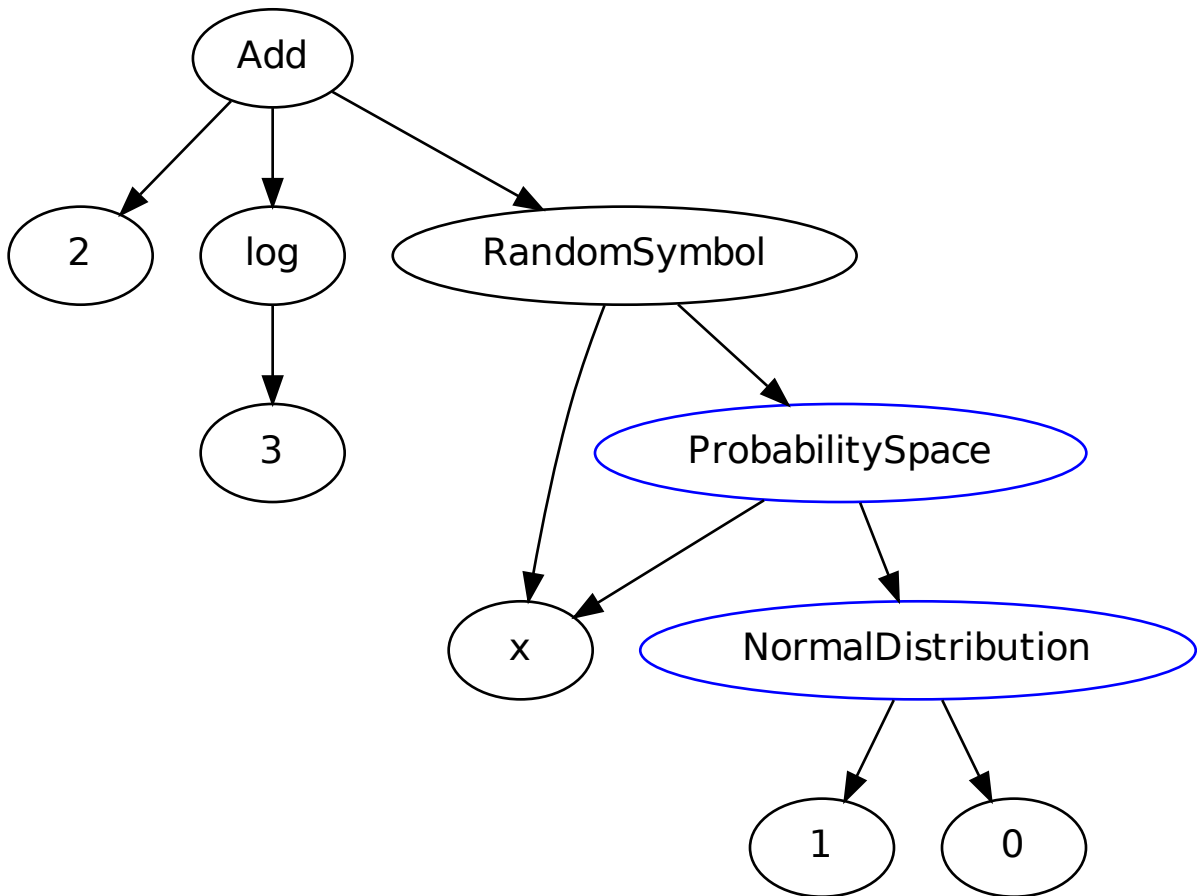 Add
2
log
RandomSymbol
3
ProbabilitySpace
x
NormalDistribution
1
0